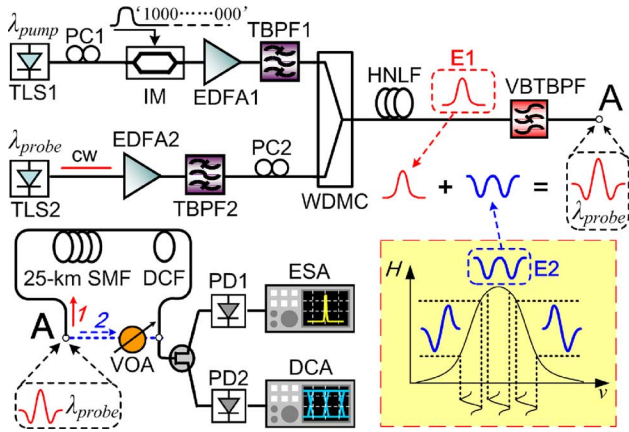 λpump
PC1
'1000……000'
TBPF1
TLS1
IM
EDFA1
HNLF
E1
VBTBPF
A
λprobe
cw
EDFA2
PC2
TLS2
TBPF2
WDMC
+
=
λprobe
25-km SMF
DCF
PD1
ESA
H
E2
A
1
2
VOA
PD2
DCA
λprobe
ν